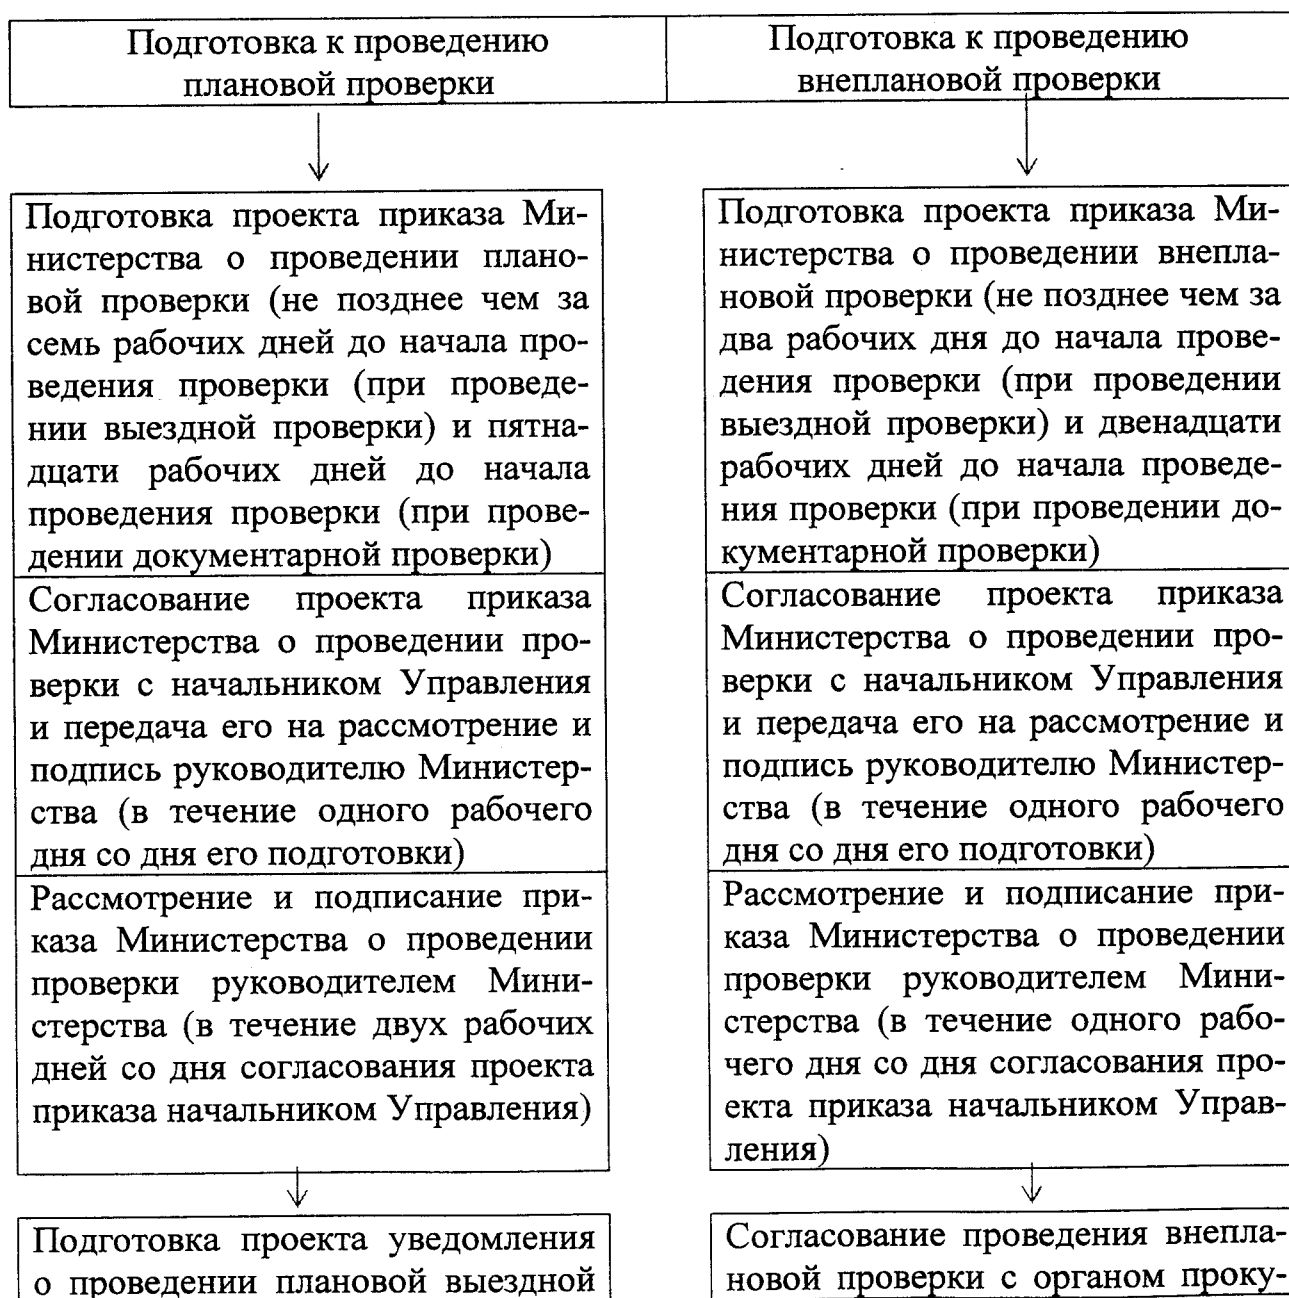 Подготовка к проведению
плановой проверки
Подготовка к проведению
внеплановой проверки
Подготовка проекта приказа Ми-
нистерства о проведении плано-
вой проверки (не позднее чем за
семь рабочих дней до начала про-
ведения проверки (при проведе-
нии выездной проверки) и пятна-
дцати рабочих дней до начала
проведения проверки (при прове-
дении документарной проверки)
Согласование проекта приказа
Министерства о проведении про-
верки с начальником Управления
и передача его на рассмотрение и
подпись руководителю Министер-
ства (в течение одного рабочего
дня со дня его подготовки)
Рассмотрение и подписание при-
каза Министерства о проведении
проверки руководителем Мини-
стерства (в течение двух рабочих
дней со дня согласования проекта
приказа начальником Управления)
Подготовка проекта уведомления
о проведении плановой выездной
Подготовка проекта приказа Ми-
нистерства о проведении внепла-
новой проверки (не позднее чем за
два рабочих дня до начала прове-
дения проверки (при проведении
выездной проверки) и двенадцати
рабочих дней до начала проведе-
ния проверки (при проведении до-
кументарной проверки)
Согласование проекта приказа
Министерства о проведении про-
верки с начальником Управления
и передача его на рассмотрение и
подпись руководителю Министер-
ства (в течение одного рабочего
дня со дня его подготовки)
Рассмотрение и подписание при-
каза Министерства о проведении
проверки руководителем Мини-
стерства (в течение одного рабо-
чего дня со дня согласования про-
екта приказа начальником Управ-
ления)
Согласование проведения внепла-
новой проверки с органом проку-